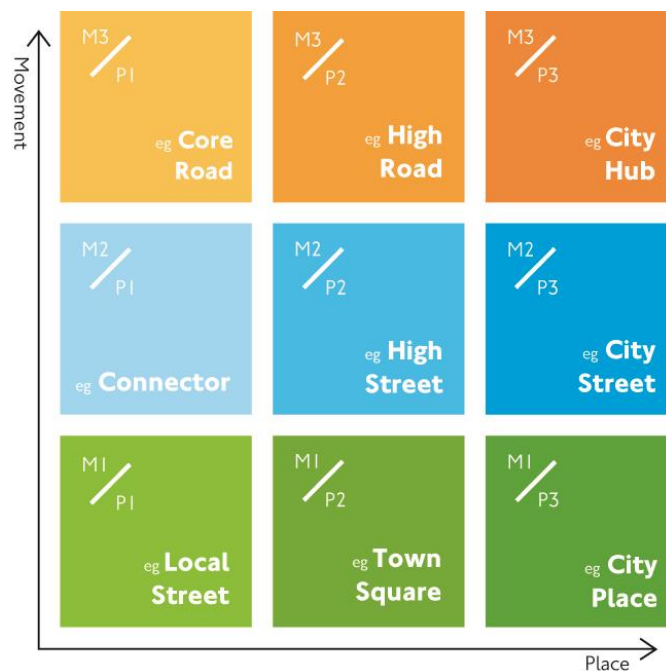 Movement
M3
P1
eg Core
Road
M3
P2
eg High
Road
M3
P3
eg City
Hub
M2
P1
eg Connector
M2
P2
eg High
Street
M2
P3
eg City
Street
M1
P1
eg Local
Street
M1
P2
eg Town
Square
M1
P3
eg City
Place
Place